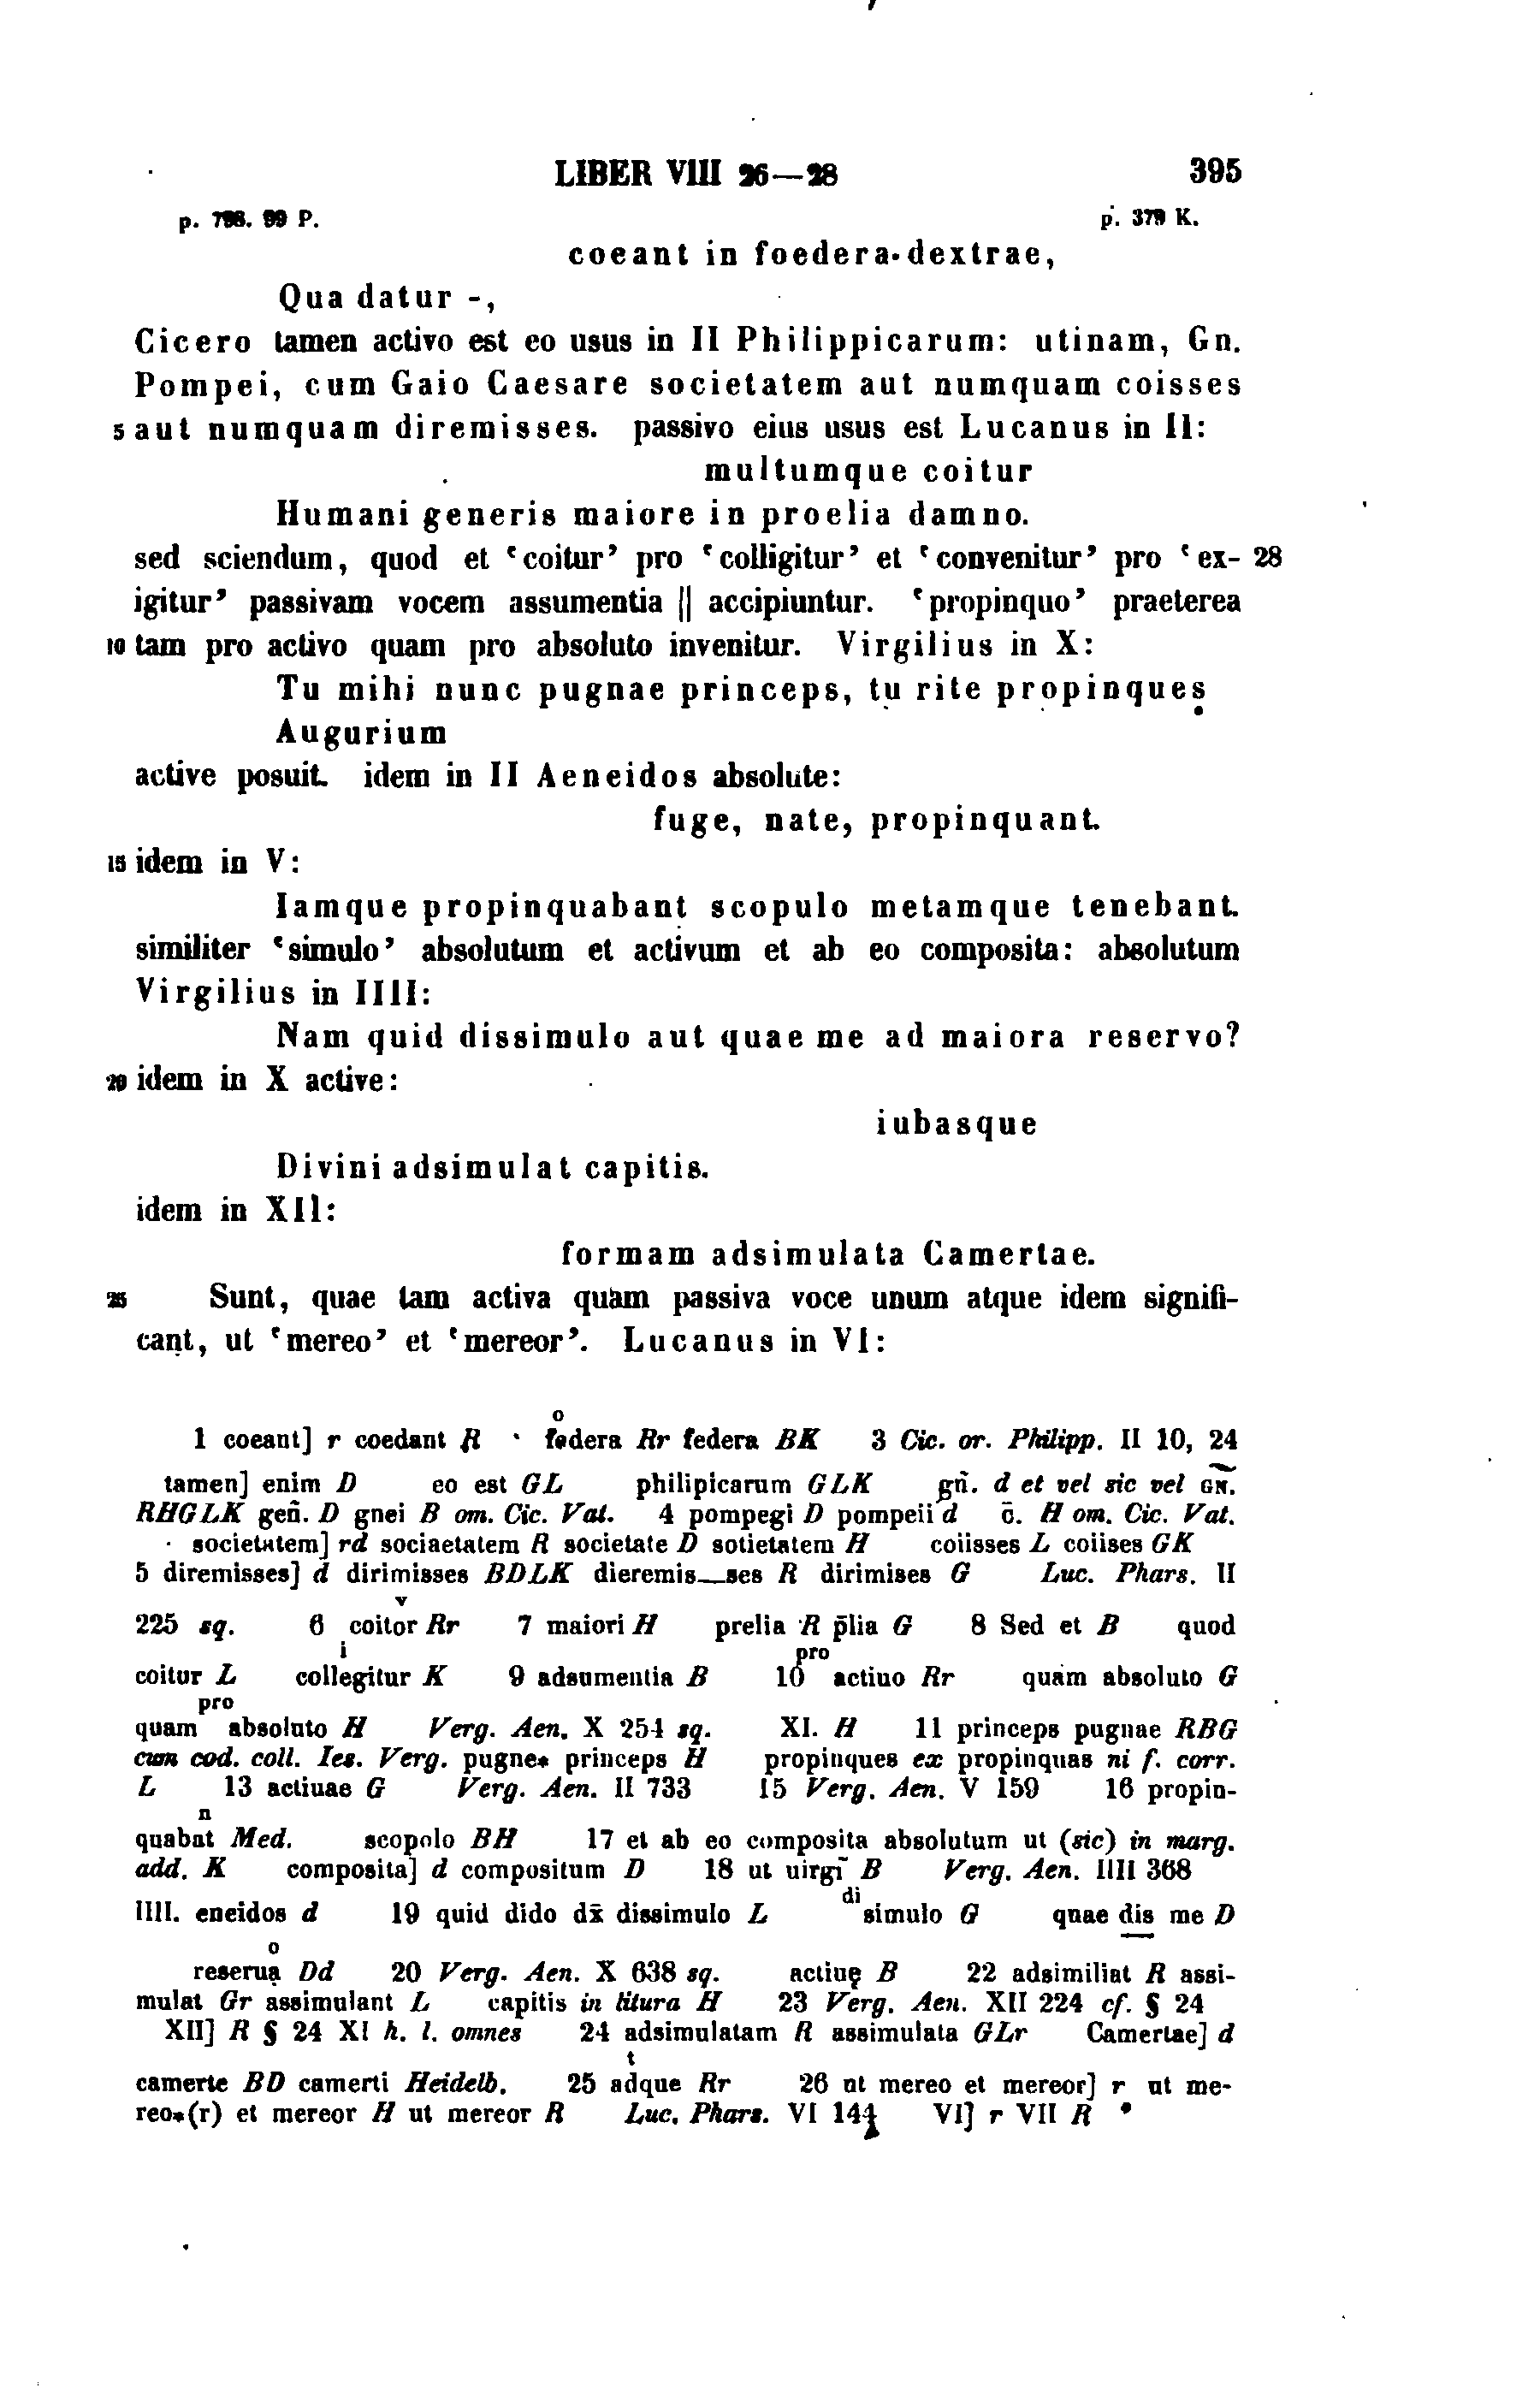 LIBER VIII 26—28 395
p. 798. 99 P. p. 379 K.
coeant in foedera dextrae,
Qua datur -,
Cicero tamen activo est eo usus in II Philippicarum: utinam, Gn.
Pompei, cum Gaio Caesare societatem aut numquam coisses
5 aut numquam diremisses. passivo eius usus est Lucanus in II:
multumque coitur
Humani generis maiore in proelia damno.
sed sciendum, quod et ‘coitur’ pro ‘colligitur’ et ‘convenitur’ pro ‘ex- 28
igitur’ passivam vocem assumentia || accipiuntur. ‘propinquo’ praeterea
10 tam pro activo quam pro absoluto invenitur. Virgilius in X:
Tu mihi nunc pugnae princeps, tu rite propinques
Augurium
active posuit. idem in II Aeneidos absolute:
fuge, nate, propinquant.
15 idem in V:
Iamque propinquabant scopulo metamque tenebant.
similiter ‘simulo’ absolutum et activum et ab eo composita: absolutum
Virgilius in IIII:
Nam quid dissimulo aut quae me ad maiora reservo?
20 idem in X active:
iubasque
Divini adsimulat capitis.
idem in XII:
formam adsimulata Camertae.
25 Sunt, quae tam activa quam passiva voce unum atque idem signifi-
cant, ut ‘mereo’ et ‘mereor’. Lucanus in VI:
o
1 coeant] r coedant R federa Rr federa BK 3 Cic. or. Philipp. II 10, 24
tamen] enim D eo est GL philipicarum GLK gn̄. d et vel sic vel GN̄.
RHGLK gen̄. D gnei B om. Cic. Vat. 4 pompegi D pompeii d c̄. H om. Cic. Vat.
societatem] rd sociaetatem R societate D sotietatem H coiisses L coiises GK
5 diremisses] d dirimisses BDLK dieremis—ses R dirimises G Luc. Phars. II
v
225 sq. 6 coitor Rr 7 maiori H prelia R p̄lia G 8 Sed et B quod
i pro
coitur L collegitur K 9 adsumentia B 10 actiuo Rr quam absoluto G
pro
quam absoluto H Verg. Aen. X 254 sq. XI. H 11 princeps pugnae RBG
cum cod. coll. Ies. Verg. pugne* princeps H propinques ex propinquas ni f. corr.
L 13 actiuae G Verg. Aen. II 733 15 Verg. Aen. V 159 16 propin-
n
quabat Med. scopolo BH 17 et ab eo composita absolutum ut (sic) in marg.
add. K composita] d compositum D 18 ut uirgī B Verg. Aen. IIII 368
di
IIII. eneidos d 19 quid dido dx̄ dissimulo L simulo G quae dis me D
o
reserua Dd 20 Verg. Aen. X 638 sq. actiuę B 22 adsimiliat R assi-
mulat Gr assimulant L capitis in litura H 23 Verg. Aen. XII 224 cf. § 24
XII] R § 24 XI h. l. omnes 24 adsimulatam R assimulata GLr Camertae] d
t
camerte BD camerti Heidelb. 25 adque Rr 26 ut mereo et mereor] r ut me-
reo*(r) et mereor H ut mereor R Luc. Phars. VI 144 VI] r VII R